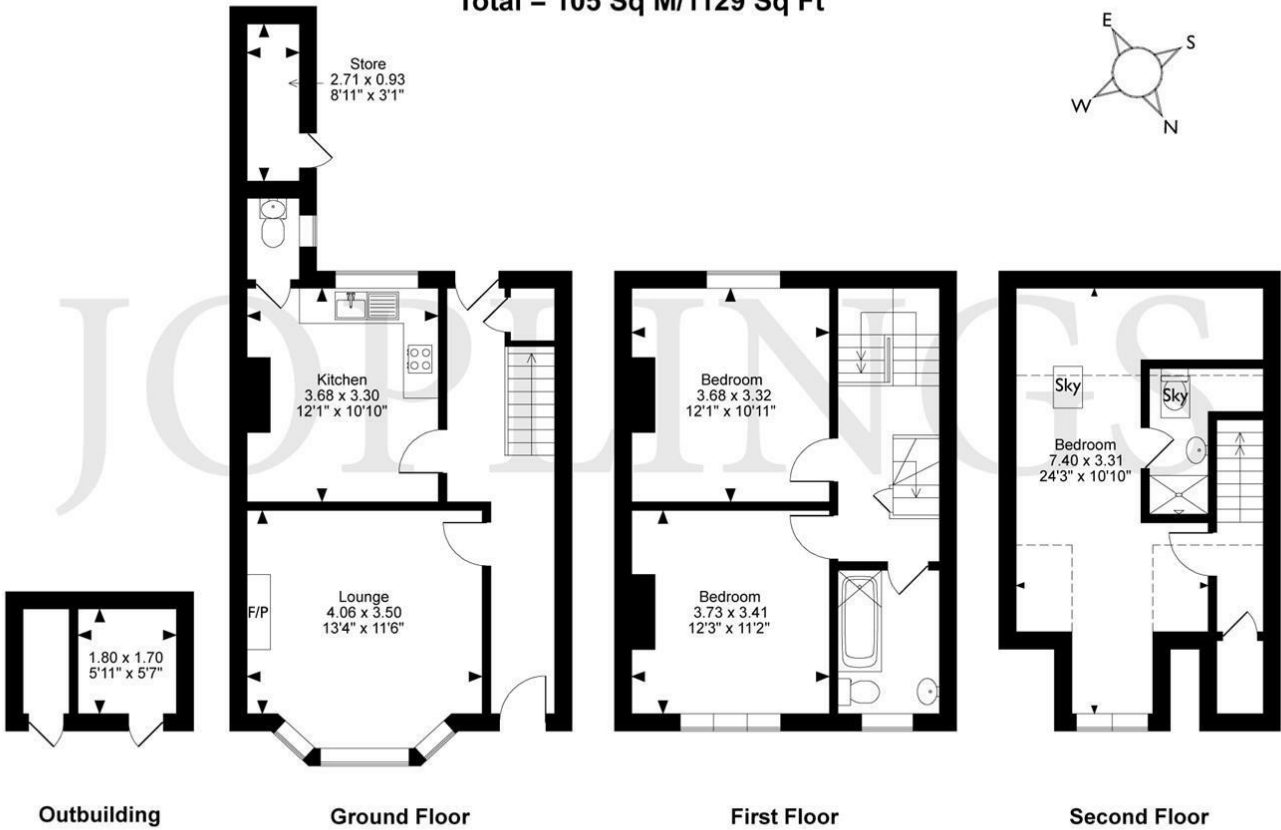 Total = 105 Sq M/1129 Sq Ft
E
S
W
N
Store
2.71 x 0.93
8'11" x 3'1"
Kitchen
3.68 x 3.30
12'1" x 10'10"
Bedroom
3.68 x 3.32
12'1" x 10'11"
Sky
Sky
Bedroom
7.40 x 3.31
24'3" x 10'10"
JOPLINGS
F/P
Lounge
4.06 x 3.50
13'4" x 11'6"
Bedroom
3.73 x 3.41
12'3" x 11'2"
1.80 x 1.70
5'11" x 5'7"
Outbuilding
Ground Floor
First Floor
Second Floor